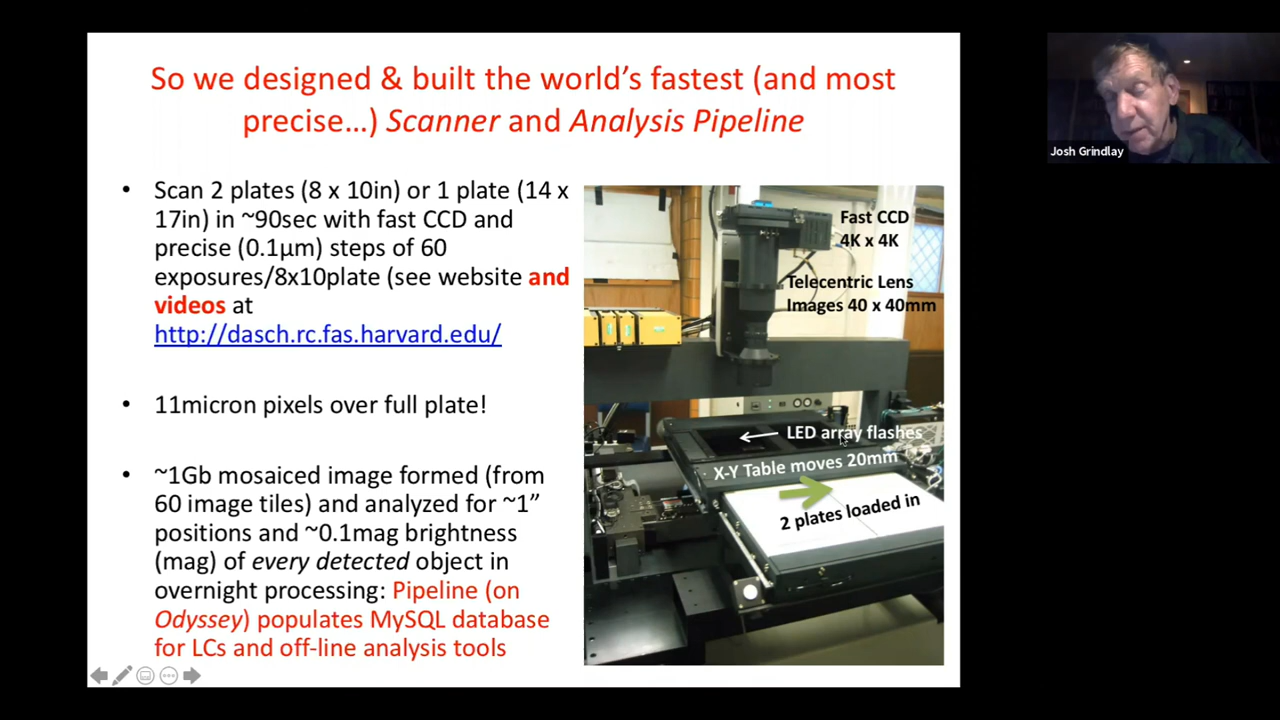 So we designed & built the world's fastest (and most
precise…) Scanner and Analysis Pipeline
• Scan 2 plates (8 x 10in) or 1 plate (14 x
17in) in ~90sec with fast CCD and
precise (0.1µm) steps of 60
exposures/8x10plate (see website and
videos at
http://dasch.rc.fas.harvard.edu/
• 11micron pixels over full plate!
• ~1Gb mosaiced image formed (from
60 image tiles) and analyzed for ~1”
positions and ~0.1mag brightness
(mag) of every detected object in
overnight processing: Pipeline (on
Odyssey) populates MySQL database
for LCs and off-line analysis tools
Fast CCD
4K x 4K
Telecentric Lens
Images 40 x 40mm
LED array flashes
X-Y Table moves 20mm
2 plates loaded in
Josh Grindlay